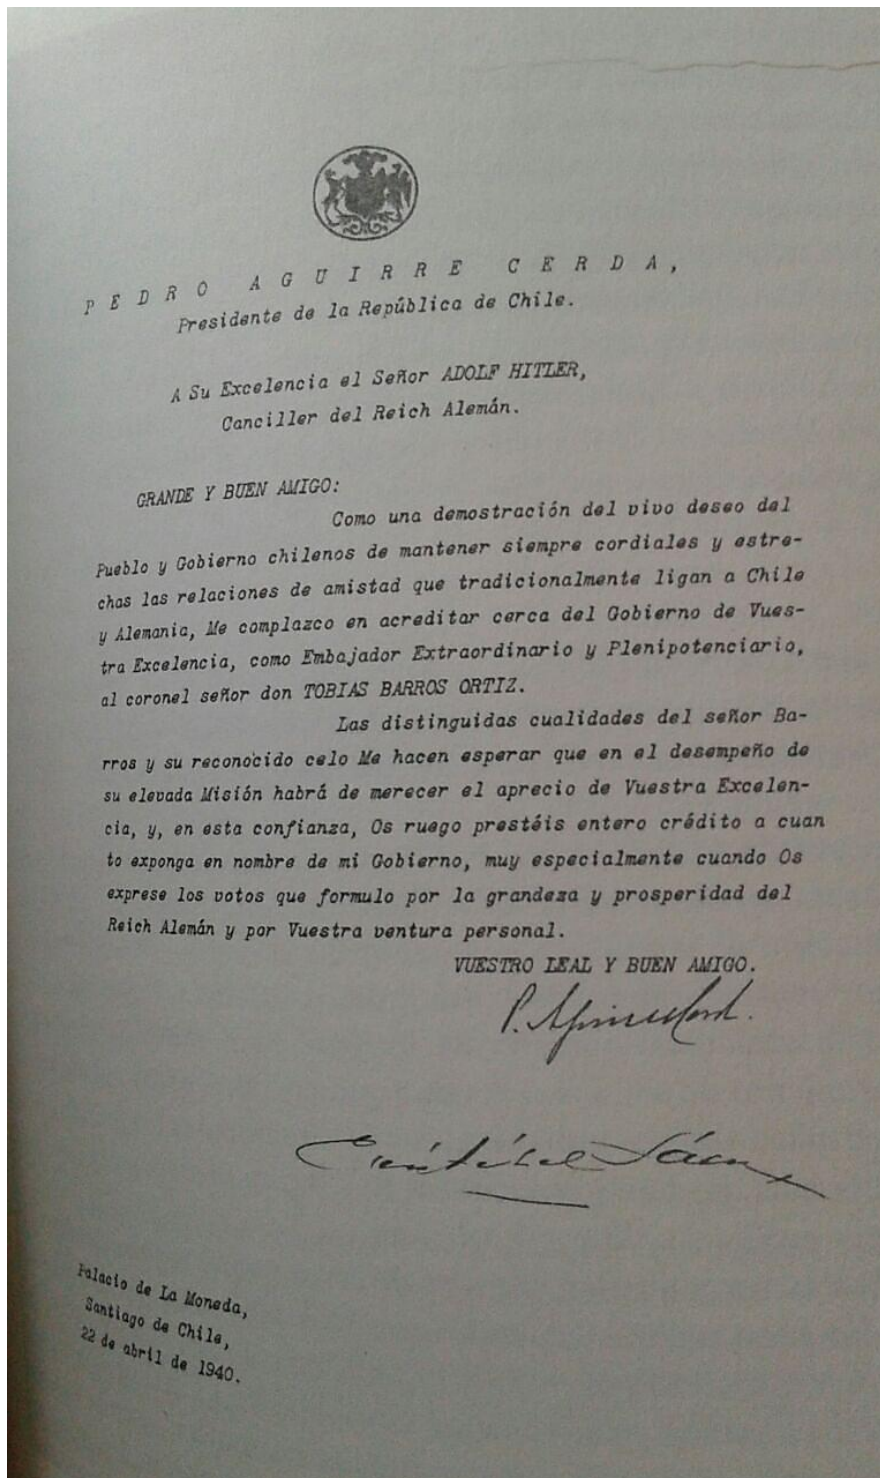 PEDRO AGUIRRE CERDA,
Presidente de la República de Chile.
A Su Excelencia el Señor ADOLF HITLER,
Canciller del Reich Alemán.
GRANDE Y BUEN AMIGO:
Como una demostración del vivo deseo del
Pueblo y Gobierno chilenos de mantener siempre cordiales y estre-
chas las relaciones de amistad que tradicionalmente ligan a Chile
y Alemania, Me complazco en acreditar cerca del Gobierno de Vues-
tra Excelencia, como Embajador Extraordinario y Plenipotenciario,
al coronel señor don TOBIAS BARROS ORTIZ.
Las distinguidas cualidades del señor Ba-
rros y su reconocido celo Me hacen esperar que en el desempeño de
su elevada Misión habrá de merecer el aprecio de Vuestra Excelen-
cia, y, en esta confianza, Os ruego prestéis entero crédito a cuan
to exponga en nombre de mi Gobierno, muy especialmente cuando Os
exprese los votos que formulo por la grandeza y prosperidad del
Reich Alemán y por Vuestra ventura personal.
VUESTRO LEAL Y BUEN AMIGO.
P. Aguirre Cerda.
Cristóbal Sáenz
Palacio de La Moneda,
Santiago de Chile,
22 de abril de 1940.